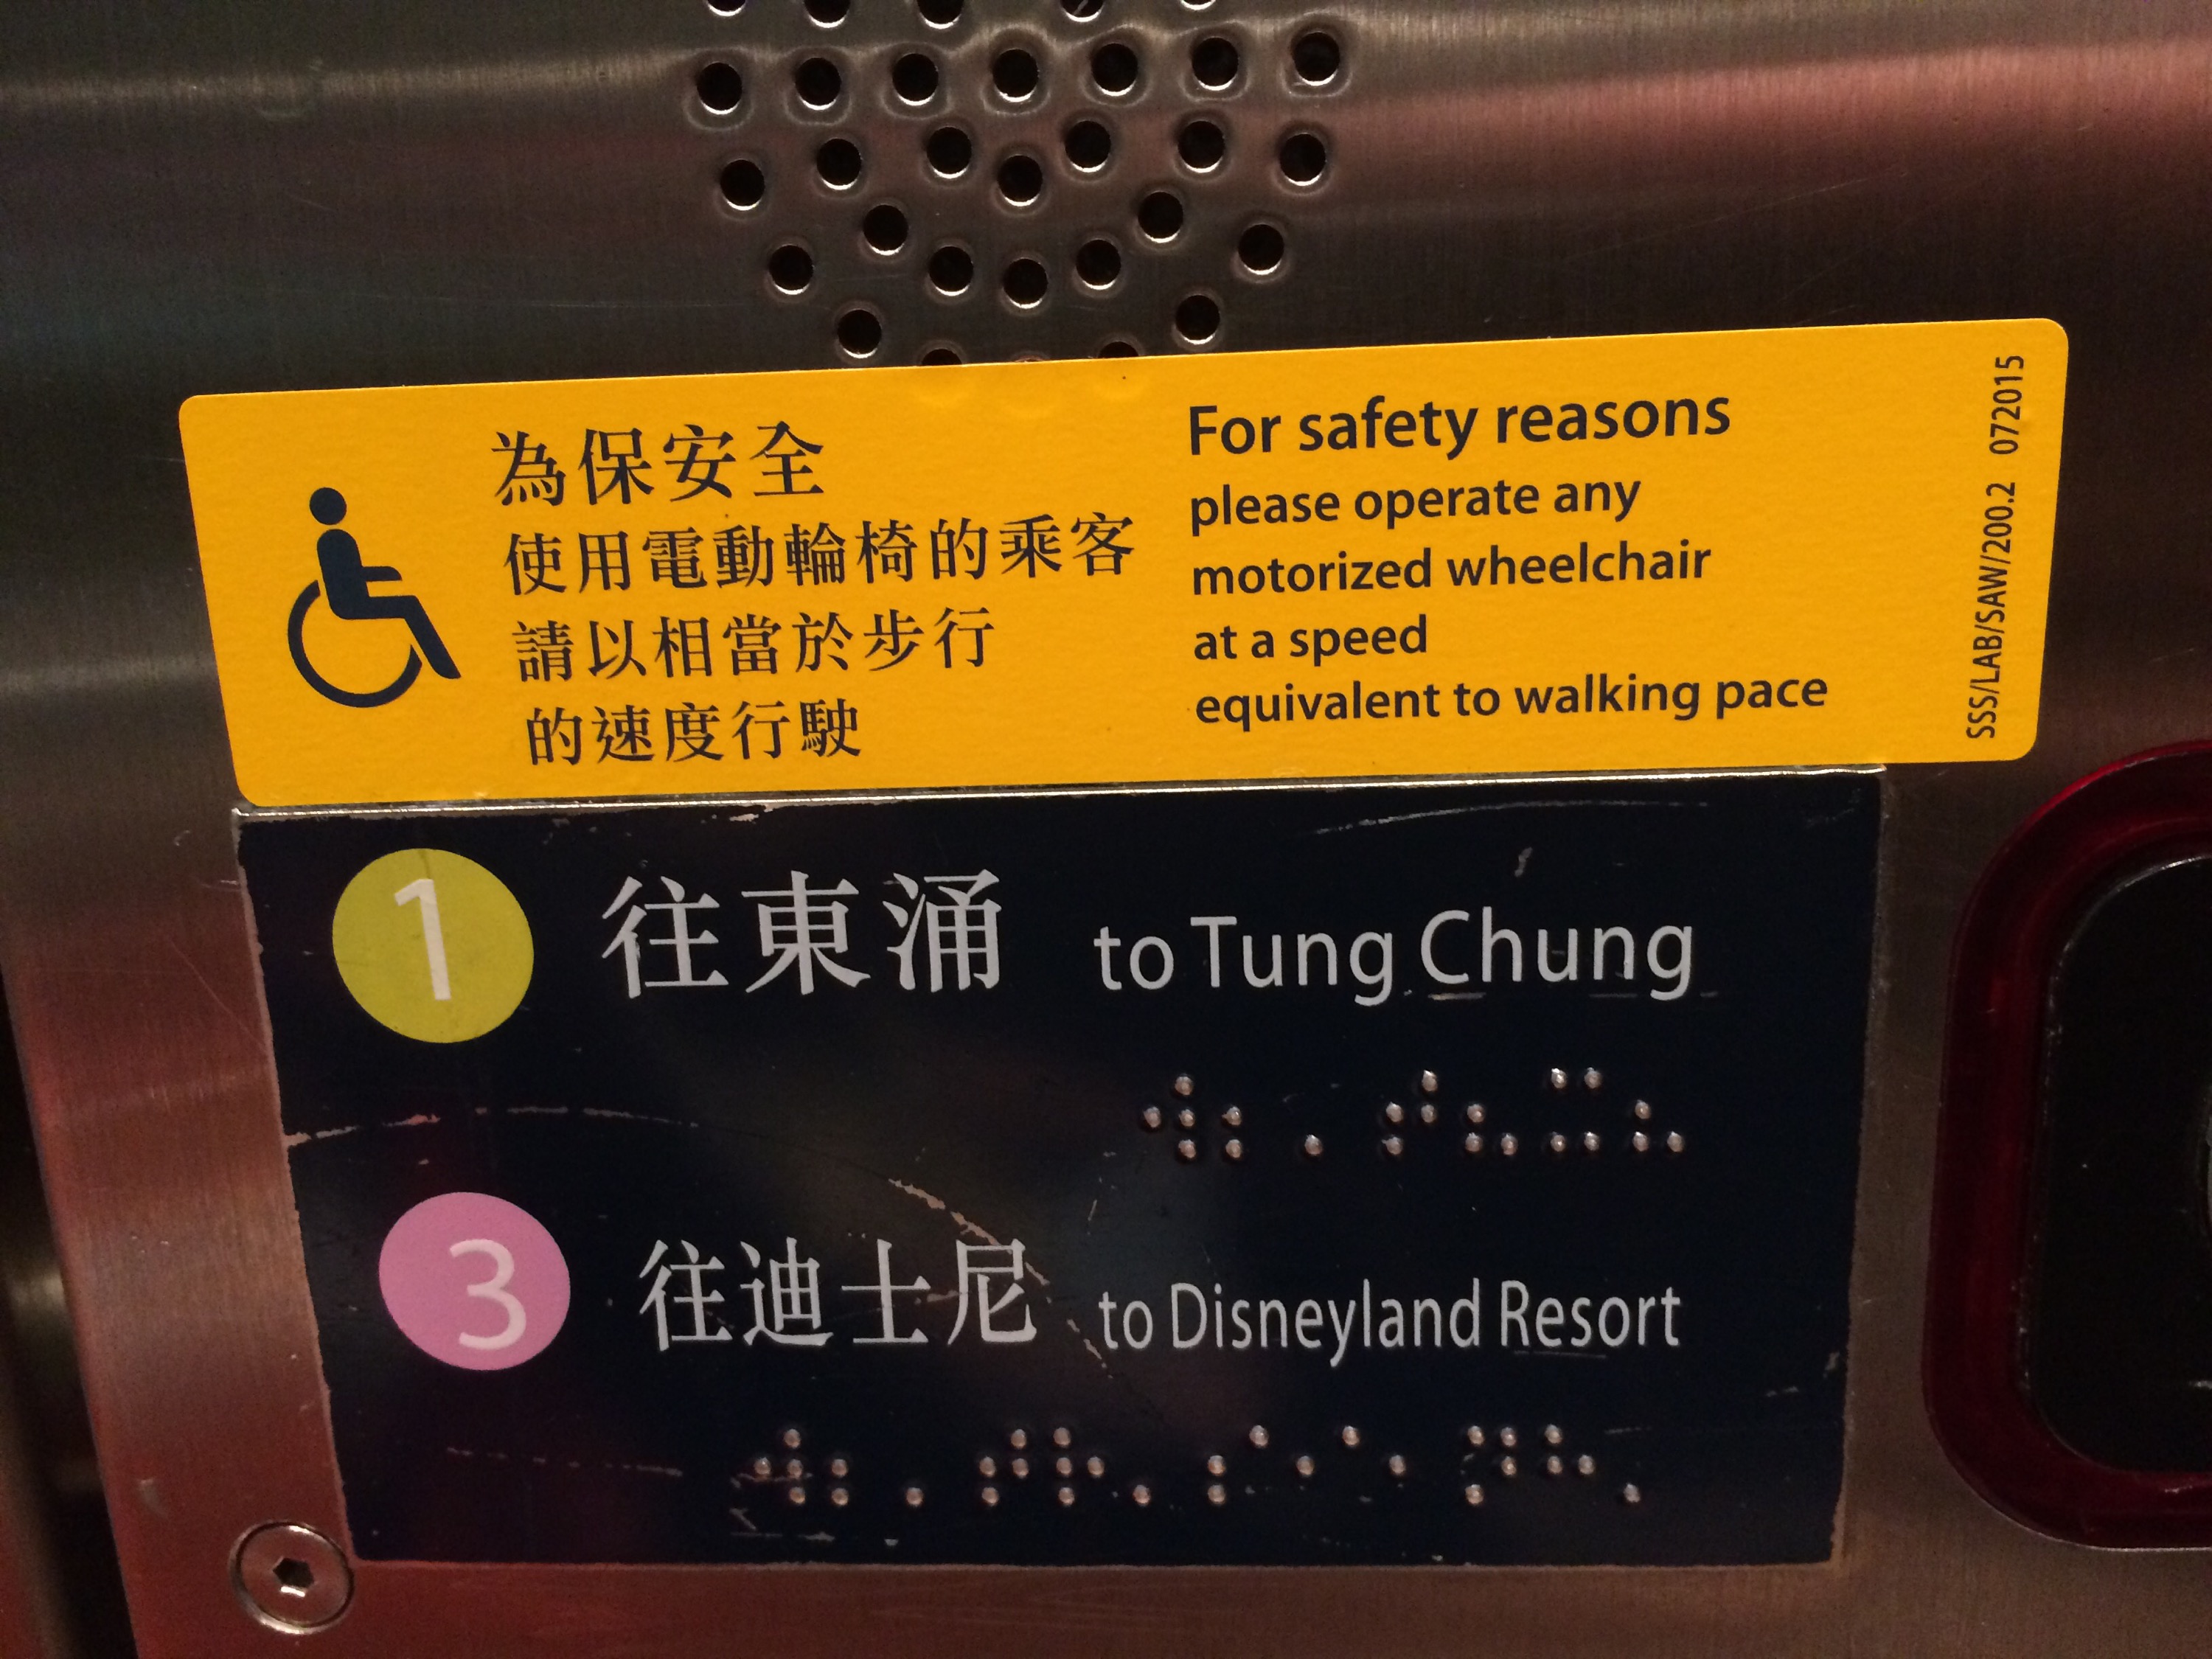 為保安全
使用電動輪椅的乘客
請以相當於步行
的速度行駛
For safety reasons
please operate any
motorized wheelchair
at a speed
equivalent to walking pace
SSS/LAB/SAW/200.2 072015
1 往東涌 to Tung Chung
3 往迪士尼 to Disneyland Resort